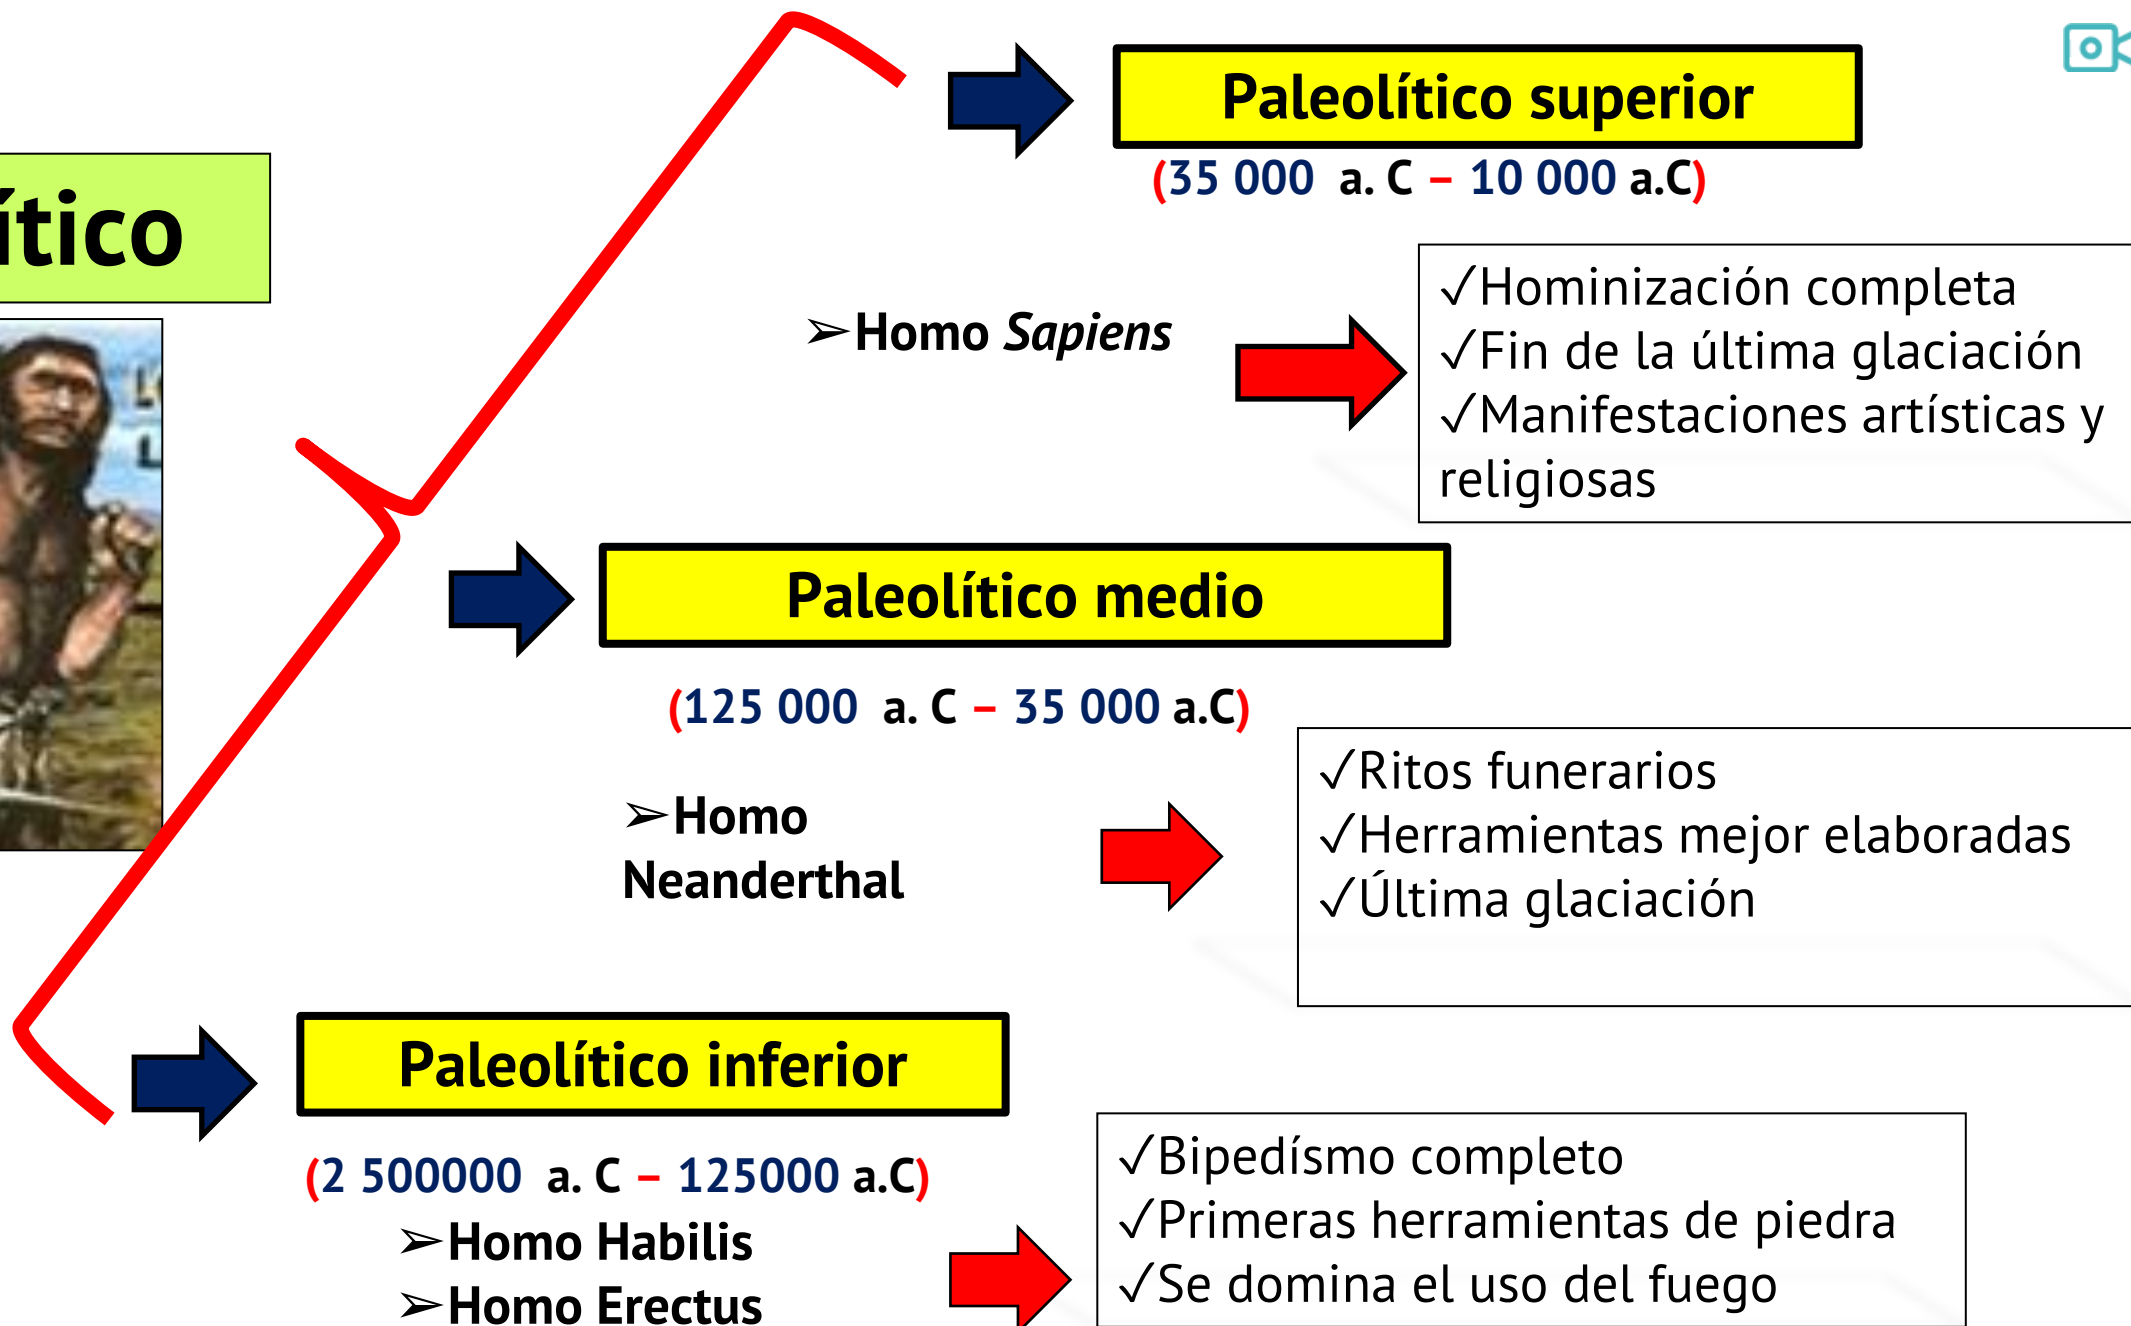 Paleolítico superior
(35 000 a. C – 10 000 a.C)
ítico
➢Homo Sapiens
✓Hominización completa
✓Fin de la última glaciación
✓Manifestaciones artísticas y
religiosas
Paleolítico medio
(125 000 a. C – 35 000 a.C)
➢Homo
Neanderthal
✓Ritos funerarios
✓Herramientas mejor elaboradas
✓Última glaciación
Paleolítico inferior
(2 500000 a. C – 125000 a.C)
➢Homo Habilis
➢Homo Erectus
✓Bipedísmo completo
✓Primeras herramientas de piedra
✓Se domina el uso del fuego